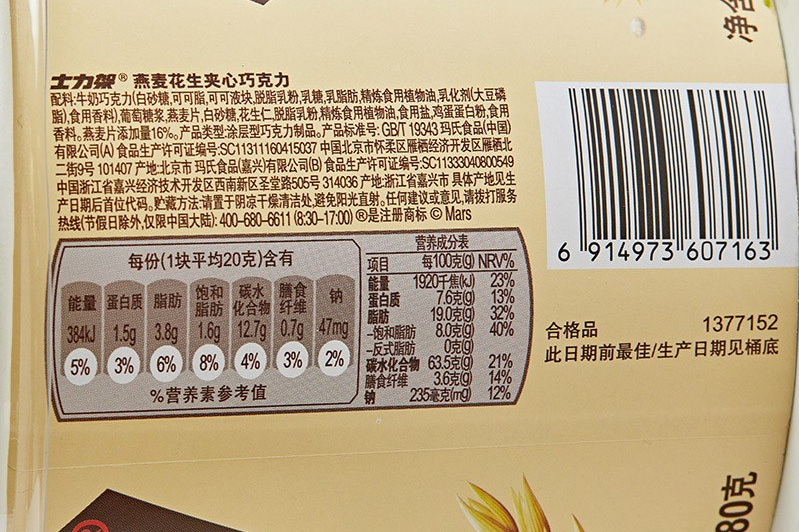 净含
士力架® 燕麦花生夹心巧克力
配料:牛奶巧克力(白砂糖,可可脂,可可液块,脱脂乳粉,乳糖,乳脂肪,精炼食用植物油,乳化剂(大豆磷
脂),食用香料),葡萄糖浆,燕麦片,白砂糖,花生仁,脱脂乳粉,精炼食用植物油,食用盐,鸡蛋蛋白粉,食用
香料。燕麦片添加量16%。产品类型:涂层型巧克力制品。产品标准号: GB/T 19343 玛氏食品(中国)
有限公司(A) 食品生产许可证编号:SC11311160415037 中国北京市怀柔区雁栖经济开发区雁栖北
二街9号 101407 产地:北京市 玛氏食品(嘉兴)有限公司(B) 食品生产许可证编号:SC11333040800549
中国浙江省嘉兴经济技术开发区西南新区圣堂路505号 314036 产地:浙江省嘉兴市 具体产地见生
产日期后首位代码。贮藏方法:请置于阴凉干燥清洁处,避免阳光直射。任何建议或意见,请拨打服务
热线(节假日除外,仅限中国大陆): 400-680-6611 (8:30-17:00) ®是注册商标 © Mars
每份(1块平均20克)含有
能量 蛋白质 脂肪 饱和脂肪 碳水化合物 膳食纤维 钠
384kJ 1.5g 3.8g 1.6g 12.7g 0.7g 47mg
5% 3% 6% 8% 4% 3% 2%
%营养素参考值
营养成分表
项目 每100克(g) NRV%
能量 1920千焦(kJ) 23%
蛋白质 7.6克(g) 13%
脂肪 19.0克(g) 32%
-饱和脂肪 8.0克(g) 40%
-反式脂肪 0克(g)
碳水化合物 63.5克(g) 21%
膳食纤维 3.6克(g) 14%
钠 235毫克(mg) 12%
6 914973 607163
合格品 1377152
此日期前最佳/生产日期见桶底
80克